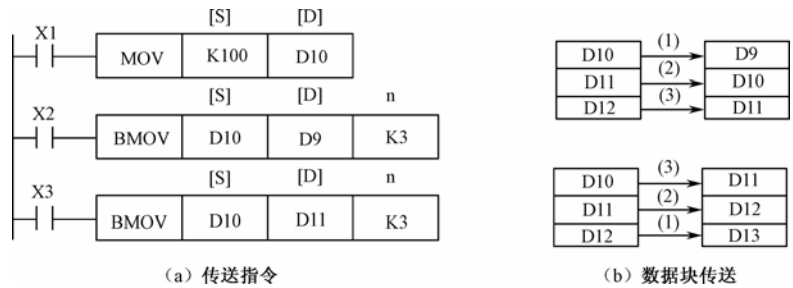 [S] [D]
X1
MOV K100 D10
[S] [D] n
X2
BMOV D10 D9 K3
[S] [D] n
X3
BMOV D10 D11 K3
（a）传送指令
D10 (1) D9
D11 (2) D10
D12 (3) D11
D10 (3) D11
D11 (2) D12
D12 (1) D13
（b）数据块传送